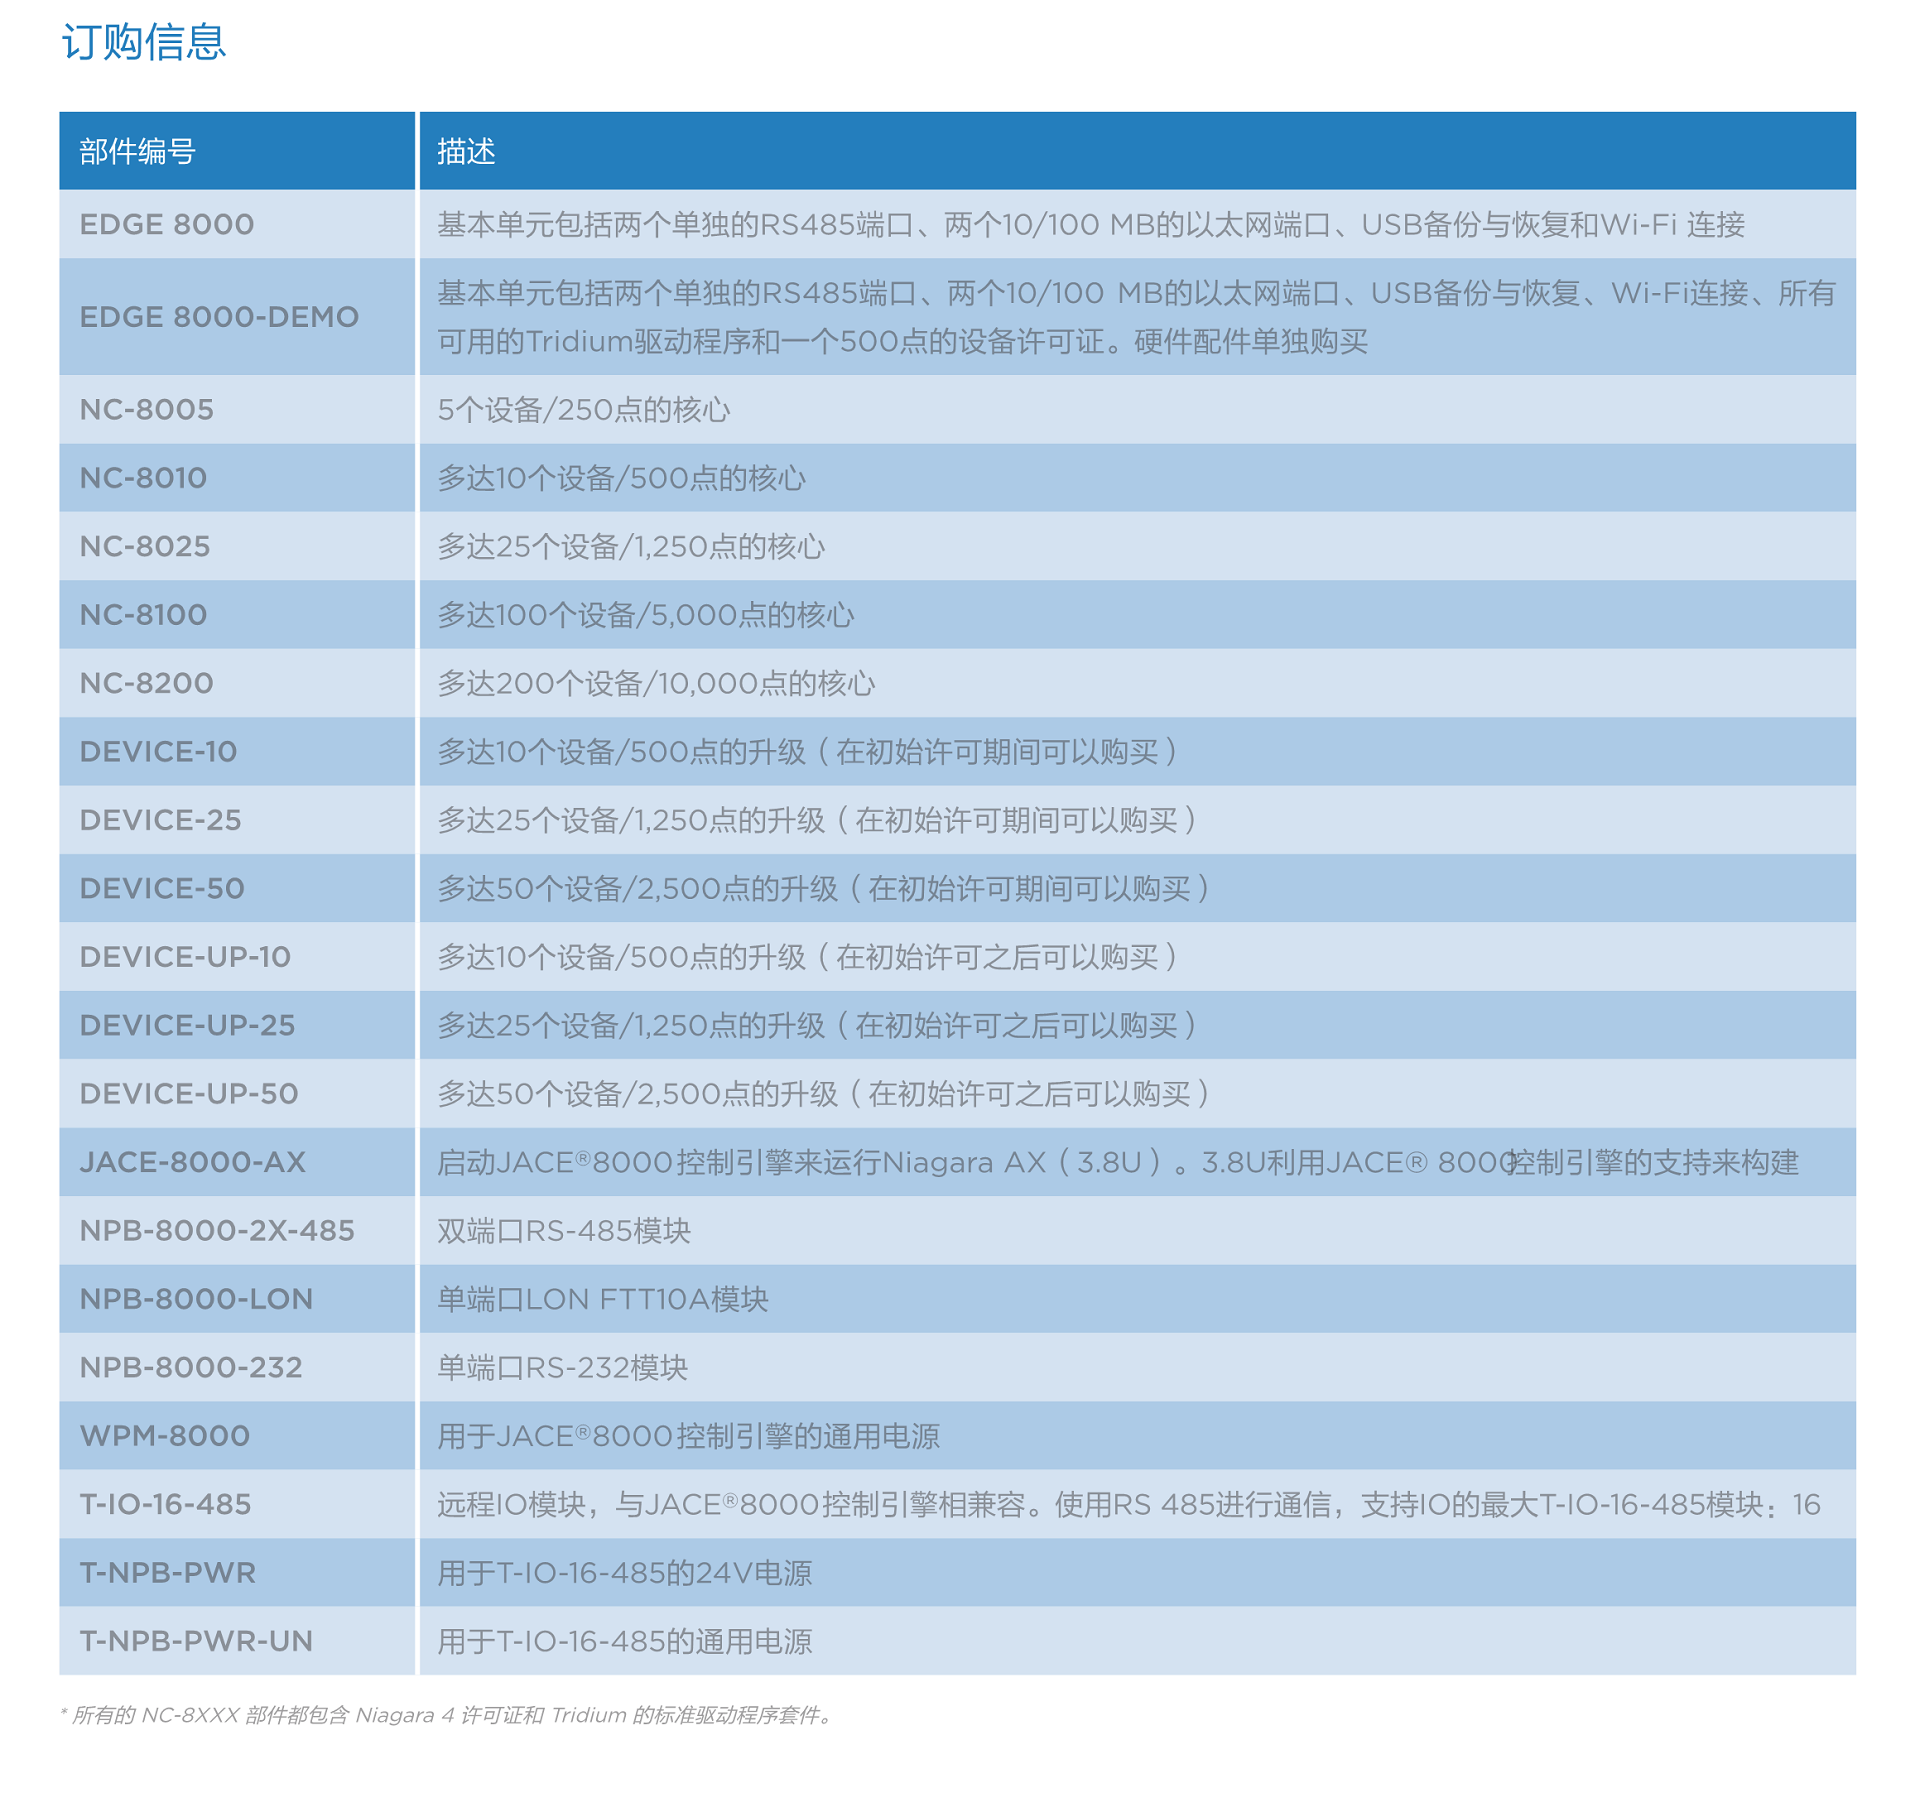 订购信息
部件编号 描述
EDGE 8000 基本单元包括两个单独的RS485端口、两个10/100 MB的以太网端口、USB备份与恢复和Wi-Fi 连接
EDGE 8000-DEMO 基本单元包括两个单独的RS485端口、两个10/100 MB的以太网端口、USB备份与恢复、Wi-Fi连接、所有
可用的Tridium驱动程序和一个500点的设备许可证。硬件配件单独购买
NC-8005 5个设备/250点的核心
NC-8010 多达10个设备/500点的核心
NC-8025 多达25个设备/1,250点的核心
NC-8100 多达100个设备/5,000点的核心
NC-8200 多达200个设备/10,000点的核心
DEVICE-10 多达10个设备/500点的升级（在初始许可期间可以购买）
DEVICE-25 多达25个设备/1,250点的升级（在初始许可期间可以购买）
DEVICE-50 多达50个设备/2,500点的升级（在初始许可期间可以购买）
DEVICE-UP-10 多达10个设备/500点的升级（在初始许可之后可以购买）
DEVICE-UP-25 多达25个设备/1,250点的升级（在初始许可之后可以购买）
DEVICE-UP-50 多达50个设备/2,500点的升级（在初始许可之后可以购买）
JACE-8000-AX 启动JACE®8000控制引擎来运行Niagara AX（3.8U）。3.8U利用JACE® 8000控制引擎的支持来构建
NPB-8000-2X-485 双端口RS-485模块
NPB-8000-LON 单端口LON FTT10A模块
NPB-8000-232 单端口RS-232模块
WPM-8000 用于JACE®8000控制引擎的通用电源
T-IO-16-485 远程IO模块，与JACE®8000控制引擎相兼容。使用RS 485进行通信，支持IO的最大T-IO-16-485模块：16
T-NPB-PWR 用于T-IO-16-485的24V电源
T-NPB-PWR-UN 用于T-IO-16-485的通用电源
* 所有的 NC-8XXX 部件都包含 Niagara 4 许可证和 Tridium 的标准驱动程序套件。